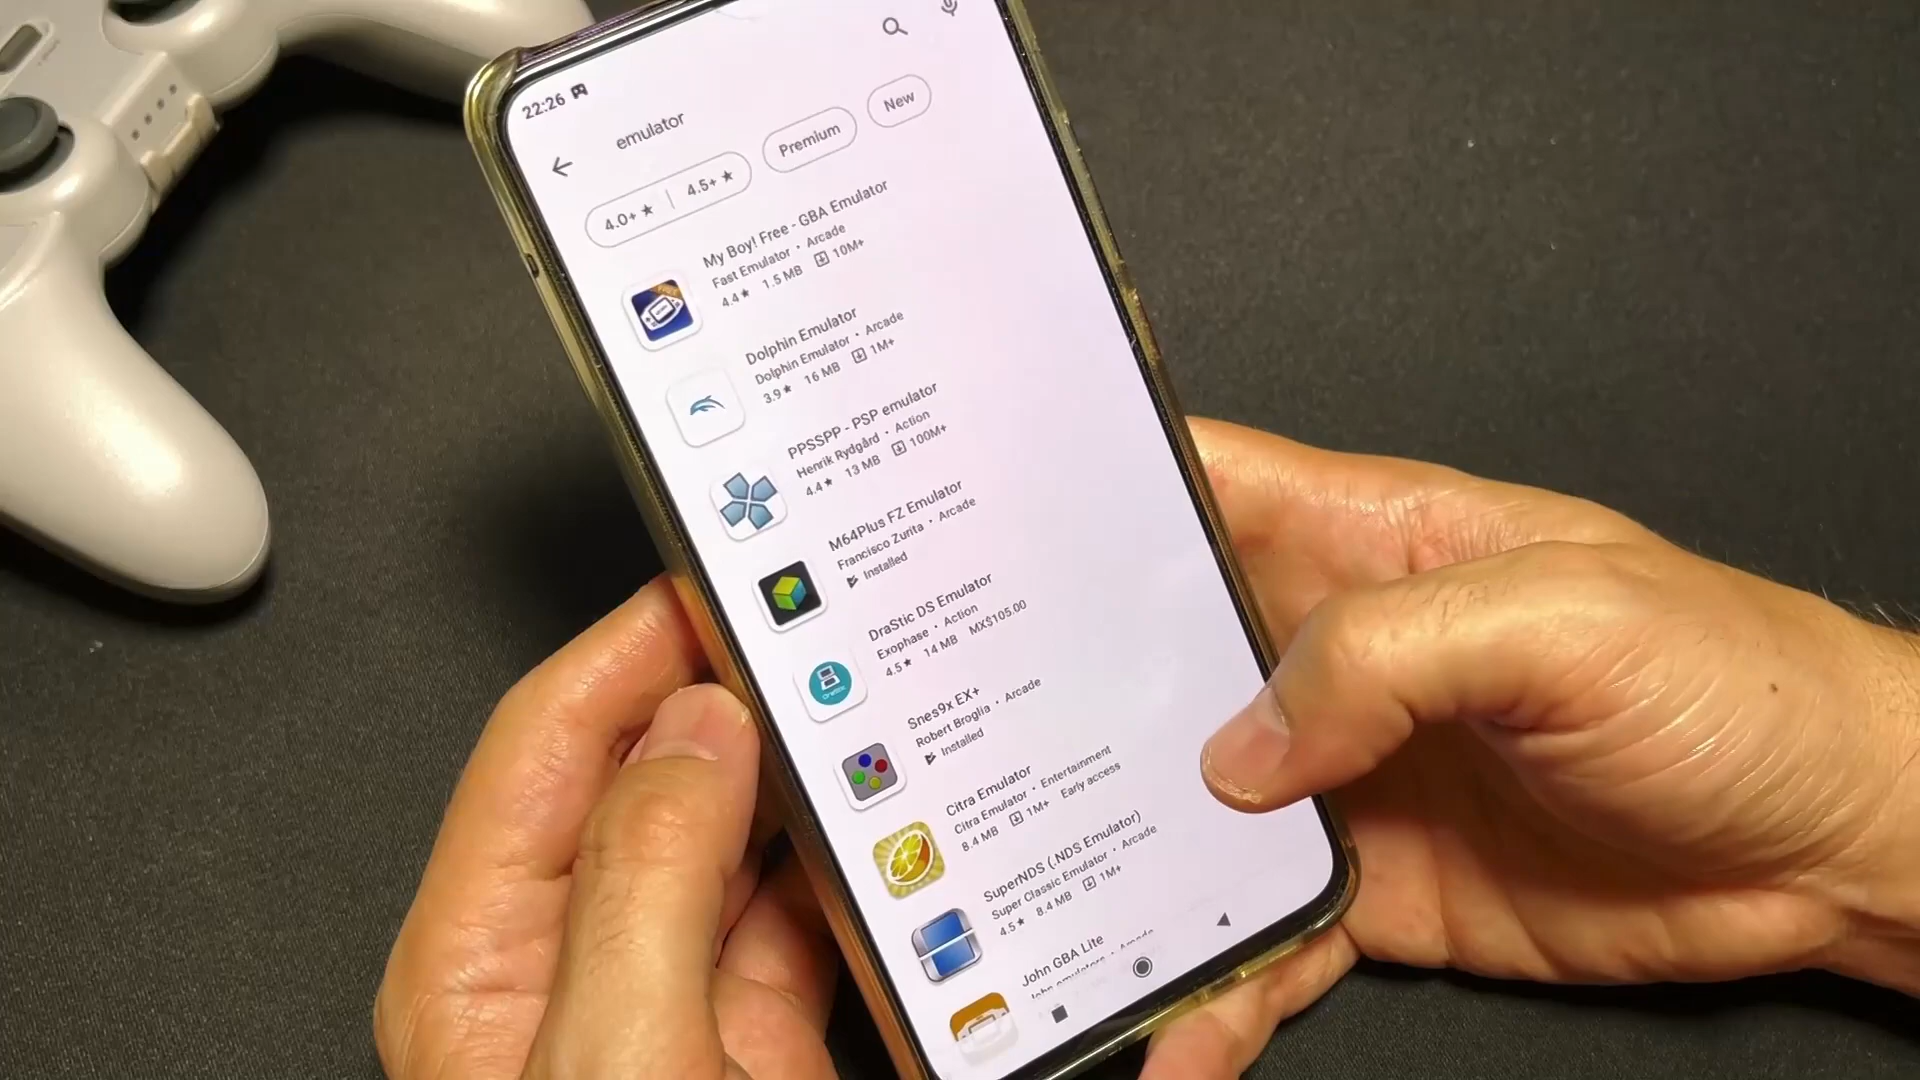 22:26
emulator
4.0+ ★ | 4.5+ ★
Premium
New
My Boy! Free - GBA Emulator
Fast Emulator • Arcade
4.4★ 1.5 MB 10M+
Dolphin Emulator
Dolphin Emulator • Arcade
3.9★ 16 MB 1M+
PPSSPP - PSP emulator
Henrik Rydgård • Action
4.4★ 13 MB 100M+
M64Plus FZ Emulator
Francisco Zurita • Arcade
Installed
DraStic DS Emulator
Exophase • Action
4.5★ 14 MB MX$105.00
Snes9x EX+
Robert Broglia • Arcade
Installed
Citra Emulator
Citra Emulator • Entertainment
8.4 MB 1M+ Early access
SuperNDS (.NDS Emulator)
Super Classic Emulator • Arcade
4.5★ 8.4 MB 1M+
John GBA Lite
John emulators • Arcade